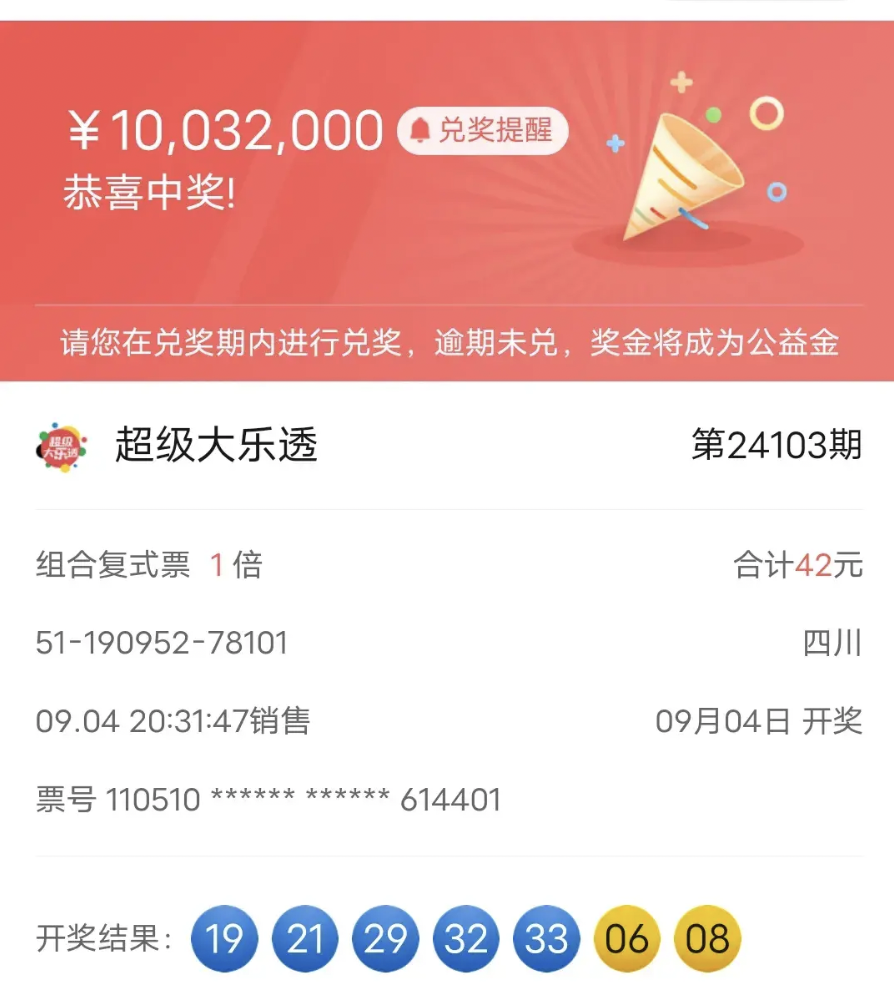 ￥10,032,000 兑奖提醒
恭喜中奖!
请您在兑奖期内进行兑奖，逾期未兑，奖金将成为公益金
超级大乐透 超级大乐透 第24103期
组合复式票 1 倍 合计42元
51-190952-78101 四川
09.04 20:31:47销售 09月04日 开奖
票号 110510 ****** ****** 614401
开奖结果: 19 21 29 32 33 06 08